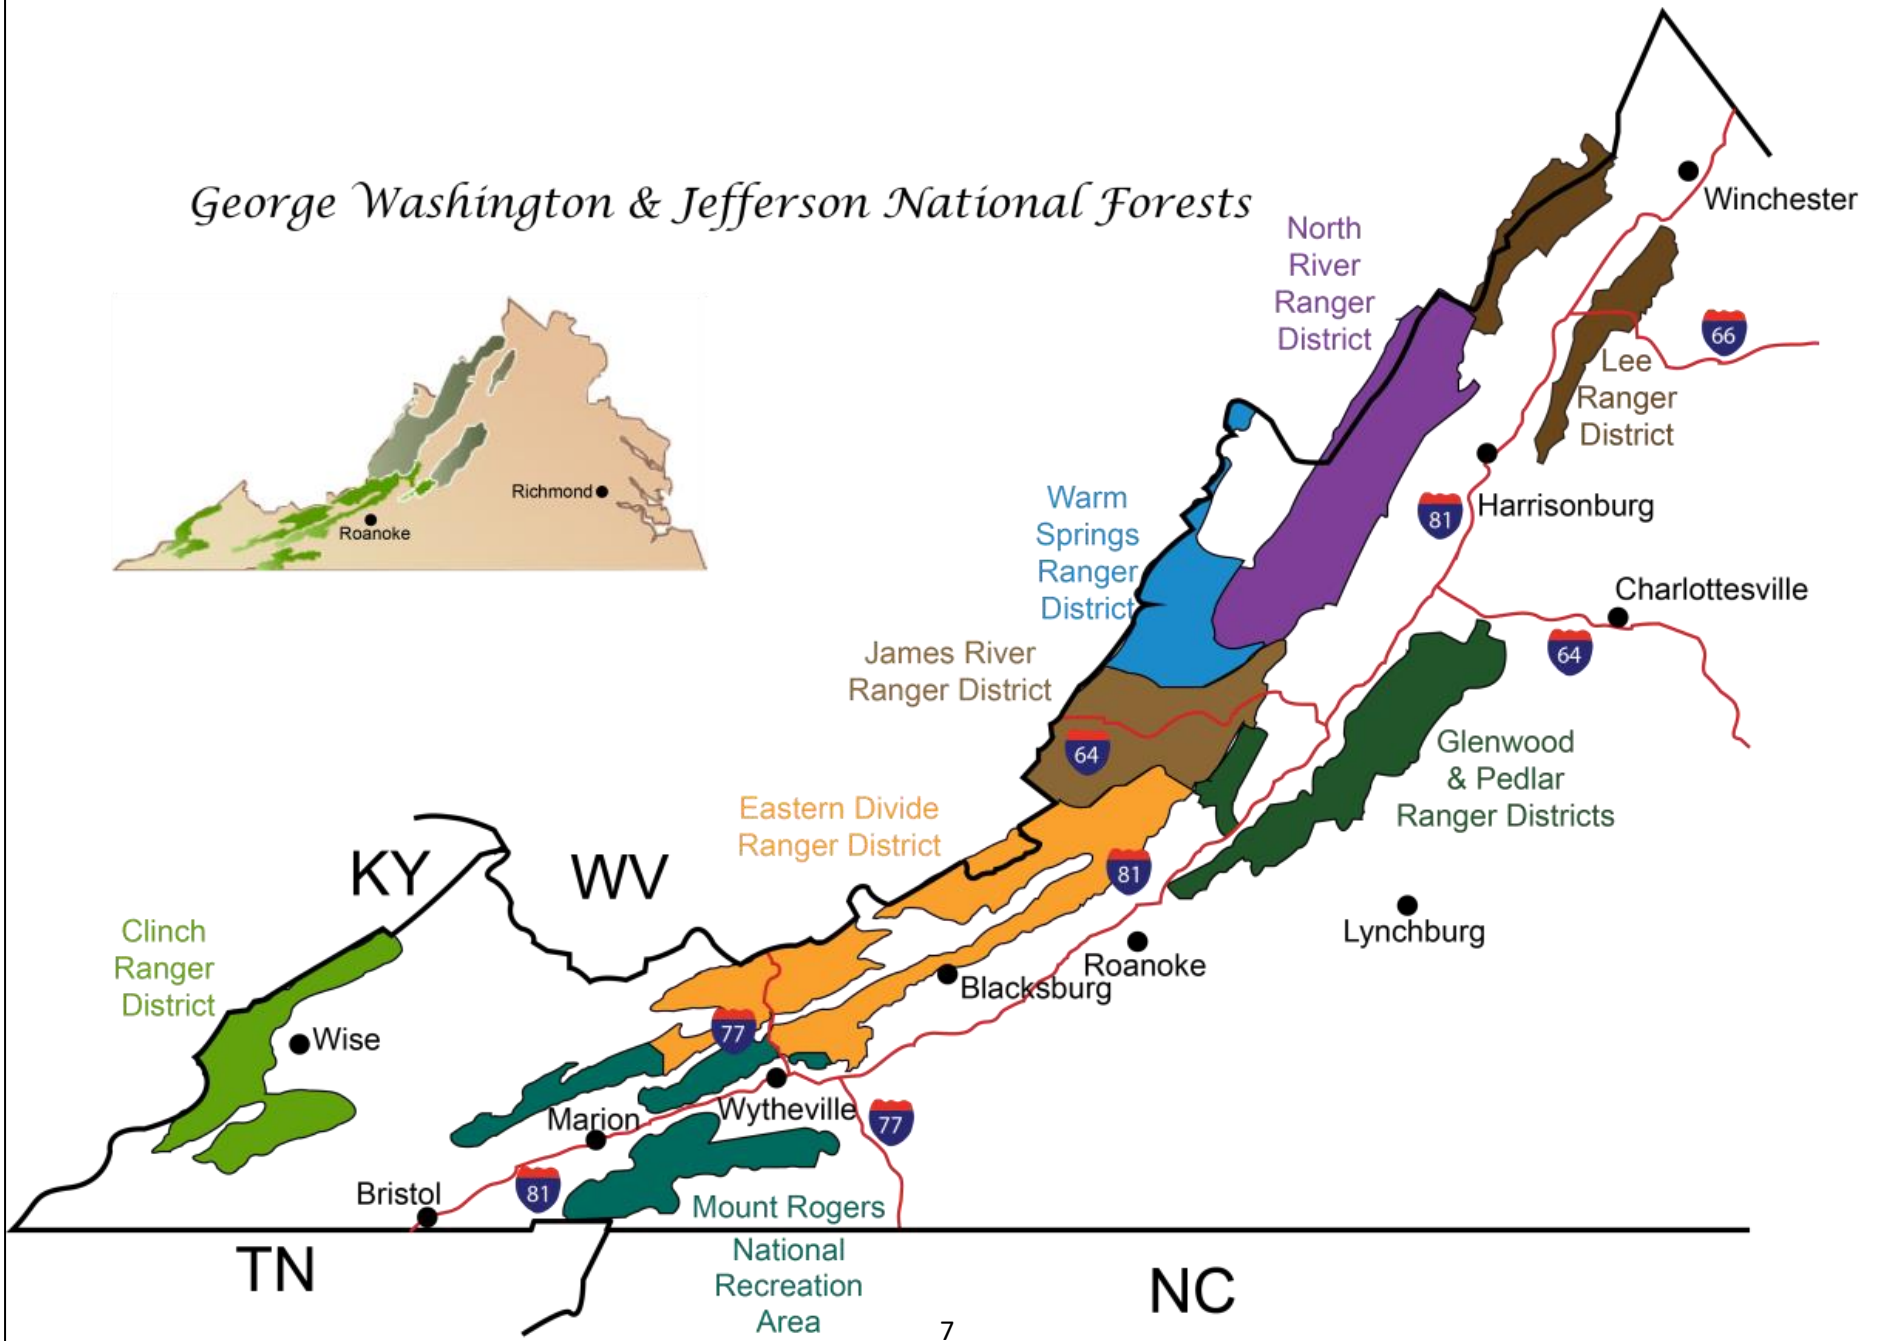 George Washington & Jefferson National Forests
Winchester
North
River
Ranger
District
66
Lee
Ranger
District
Richmond
Roanoke
Warm
Springs
Ranger
District
81
Harrisonburg
Charlottesville
64
James River
Ranger District
64
Glenwood
& Pedlar
Ranger Districts
Eastern Divide
Ranger District
81
KY
WV
Lynchburg
Clinch
Ranger
District
Roanoke
Blacksburg
Wise
77
Marion
Wytheville
77
Bristol
81
Mount Rogers
National
Recreation
Area
TN
NC
7